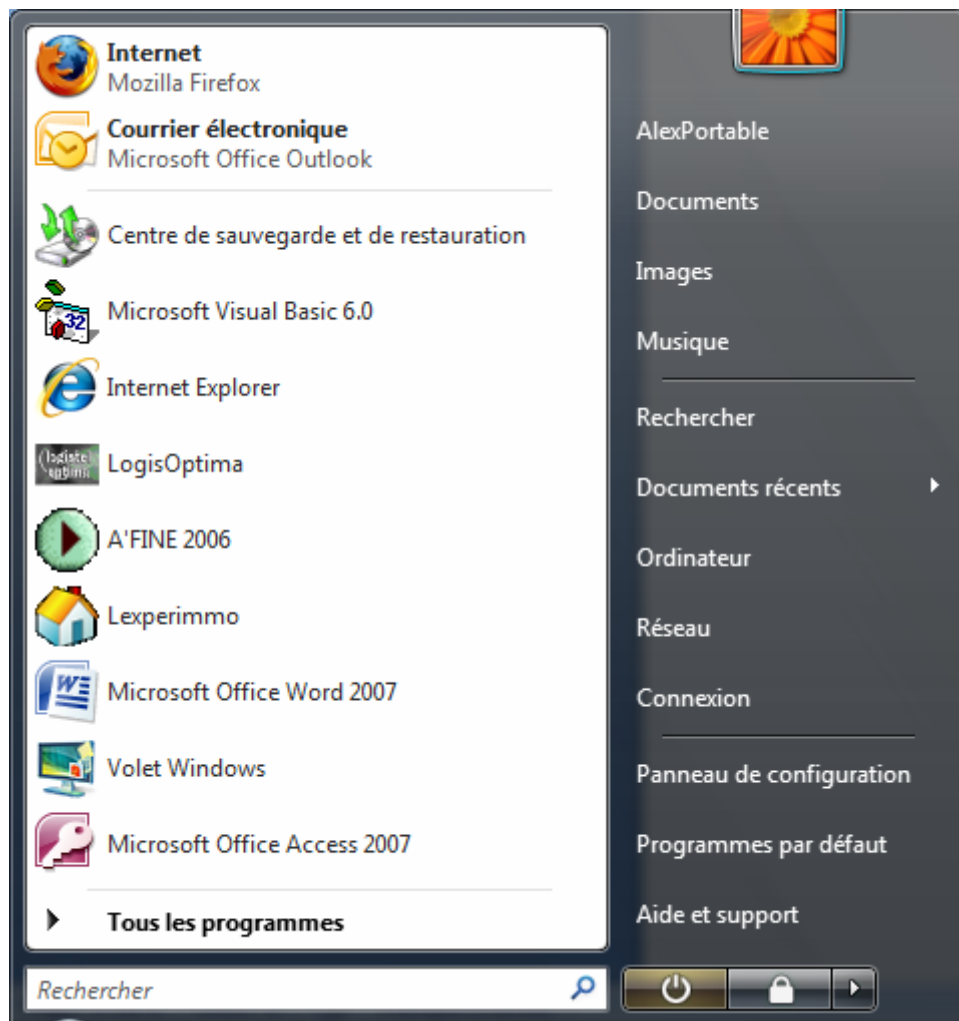 Internet
Mozilla Firefox
Courrier électronique
Microsoft Office Outlook
Centre de sauvegarde et de restauration
Microsoft Visual Basic 6.0
32
Internet Explorer
LogisOptima
A'FINE 2006
Lexperimmo
Microsoft Office Word 2007
Volet Windows
Microsoft Office Access 2007
Tous les programmes
Rechercher
AlexPortable
Documents
Images
Musique
Rechercher
Documents récents
Ordinateur
Réseau
Connexion
Panneau de configuration
Programmes par défaut
Aide et support